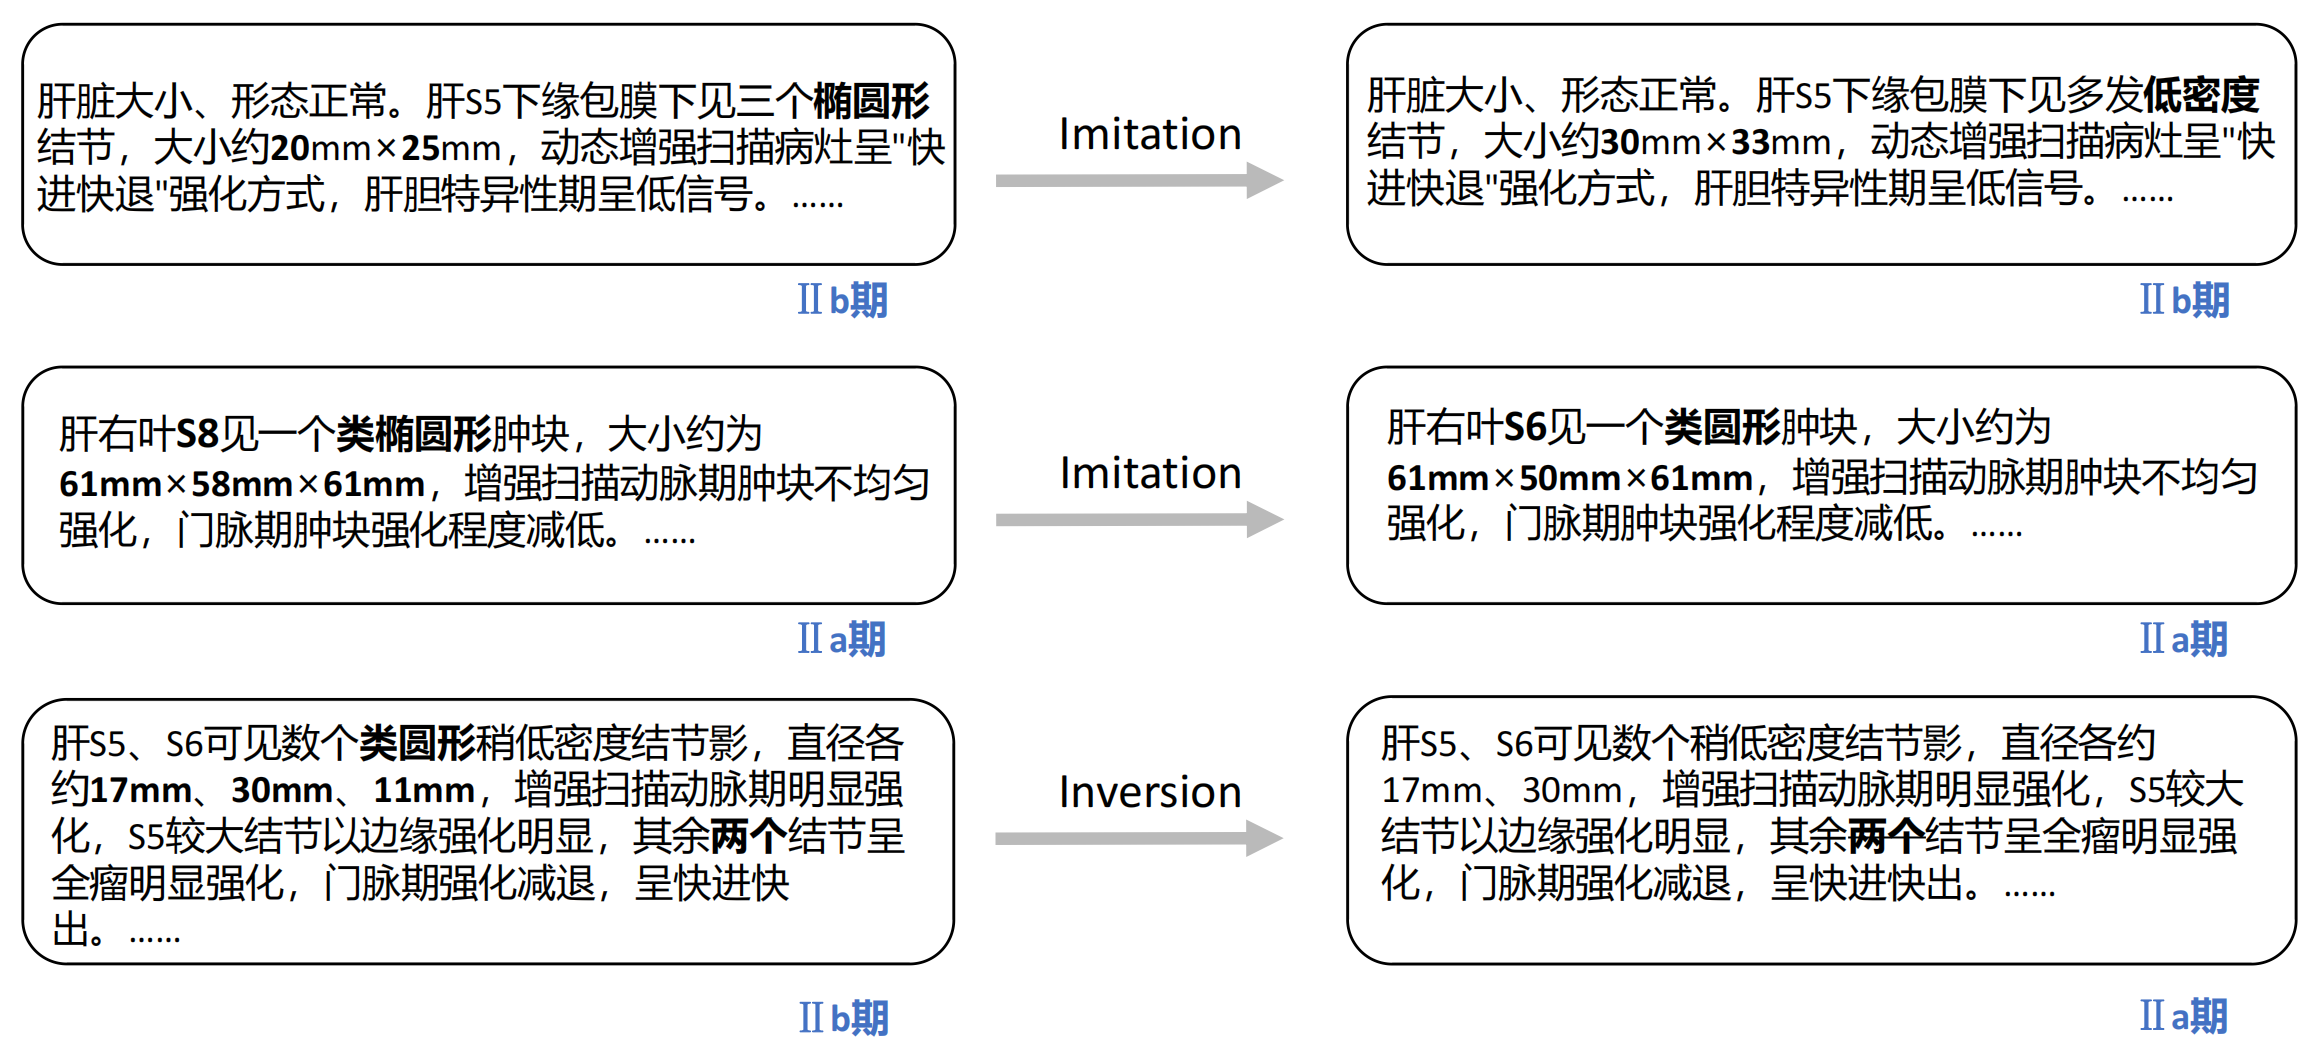 肝脏大小、形态正常。肝S5下缘包膜下见三个椭圆形
结节，大小约20mm×25mm，动态增强扫描病灶呈"快
进快退"强化方式，肝胆特异性期呈低信号。……
Ⅱb期
Imitation
肝脏大小、形态正常。肝S5下缘包膜下见多发低密度
结节，大小约30mm×33mm，动态增强扫描病灶呈"快
进快退"强化方式，肝胆特异性期呈低信号。……
Ⅱb期
肝右叶S8见一个类椭圆形肿块，大小约为
61mm×58mm×61mm，增强扫描动脉期肿块不均匀
强化，门脉期肿块强化程度减低。……
Ⅱa期
Imitation
肝右叶S6见一个类圆形肿块，大小约为
61mm×50mm×61mm，增强扫描动脉期肿块不均匀
强化，门脉期肿块强化程度减低。……
Ⅱa期
肝S5、S6可见数个类圆形稍低密度结节影，直径各
约17mm、30mm、11mm，增强扫描动脉期明显强
化，S5较大结节以边缘强化明显，其余两个结节呈
全瘤明显强化，门脉期强化减退，呈快进快
出。……
Ⅱb期
Inversion
肝S5、S6可见数个稍低密度结节影，直径各约
17mm、30mm，增强扫描动脉期明显强化，S5较大
结节以边缘强化明显，其余两个结节呈全瘤明显强
化，门脉期强化减退，呈快进快出。……
Ⅱa期